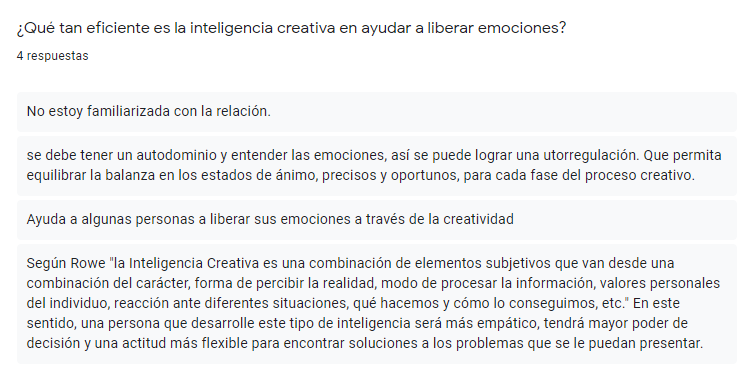 ¿Qué tan eficiente es la inteligencia creativa en ayudar a liberar emociones?
4 respuestas
No estoy familiarizada con la relación.
se debe tener un autodominio y entender las emociones, así se puede lograr una utorregulación. Que permita
equilibrar la balanza en los estados de ánimo, precisos y oportunos, para cada fase del proceso creativo.
Ayuda a algunas personas a liberar sus emociones a través de la creatividad
Según Rowe "la Inteligencia Creativa es una combinación de elementos subjetivos que van desde una
combinación del carácter, forma de percibir la realidad, modo de procesar la información, valores personales
del individuo, reacción ante diferentes situaciones, qué hacemos y cómo lo conseguimos, etc." En este
sentido, una persona que desarrolle este tipo de inteligencia será más empático, tendrá mayor poder de
decisión y una actitud más flexible para encontrar soluciones a los problemas que se le puedan presentar.